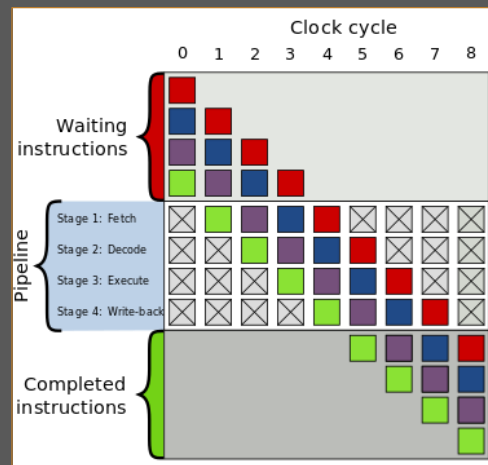 Clock cycle
0 1 2 3 4 5 6 7 8
Waiting
instructions
Pipeline
Stage 1: Fetch
Stage 2: Decode
Stage 3: Execute
Stage 4: Write-back
Completed
instructions